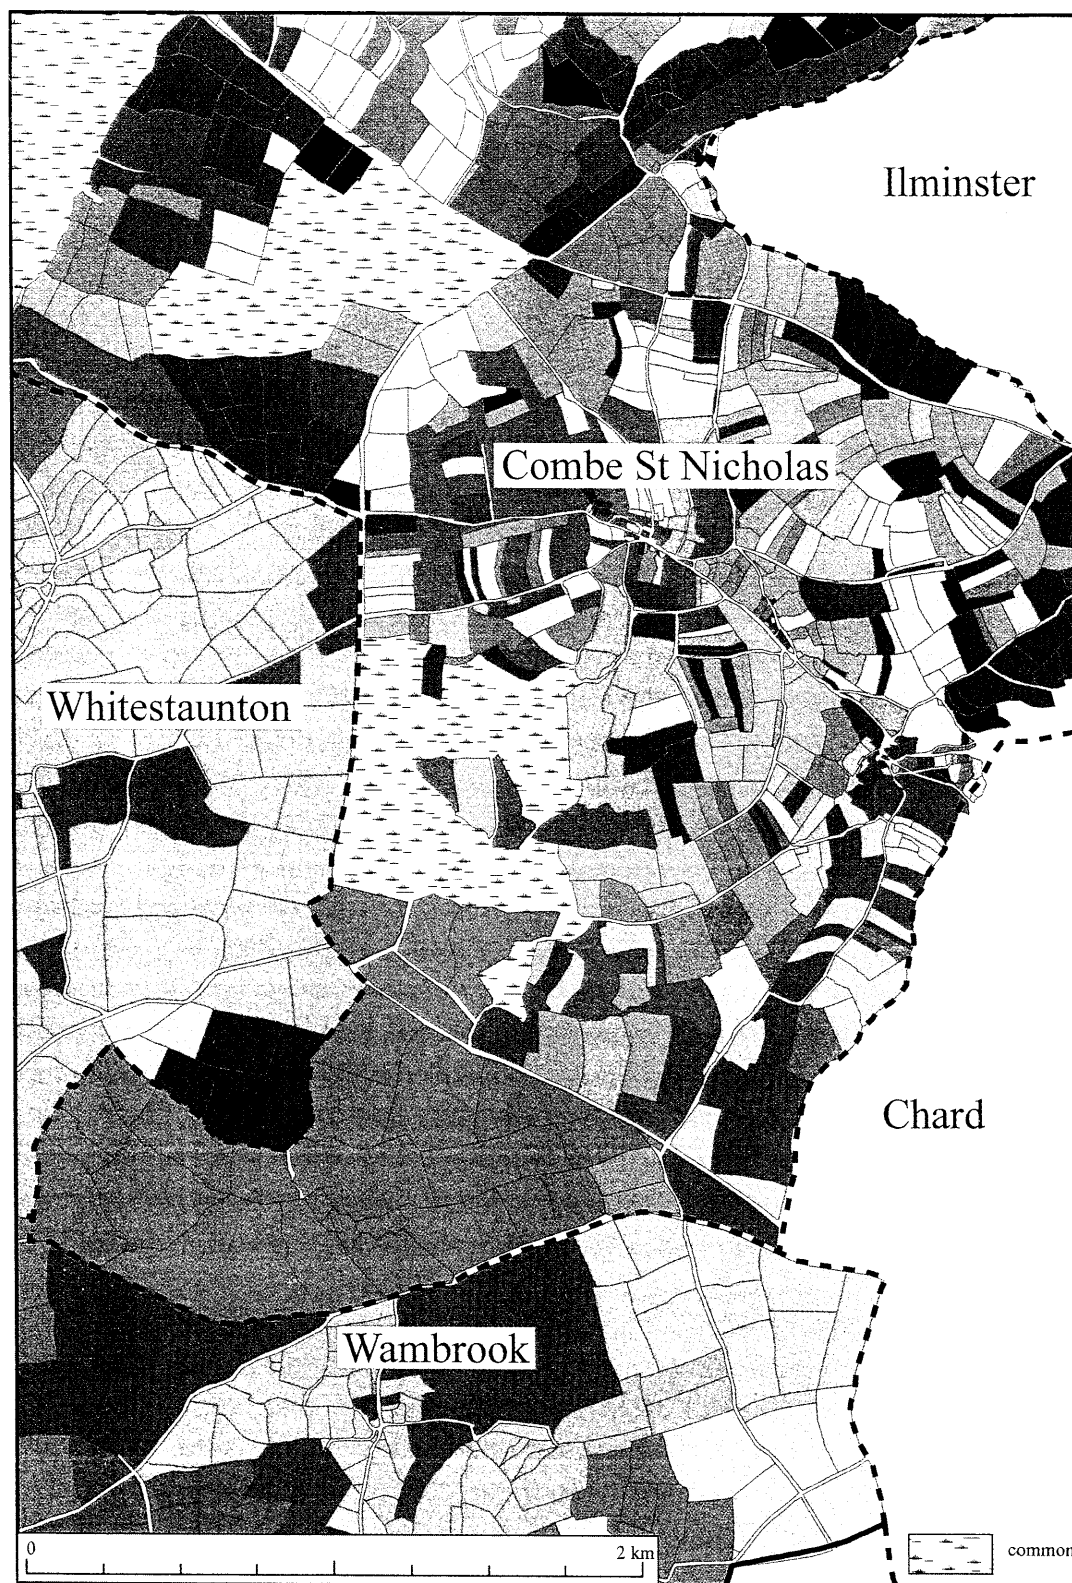 Ilminster
Combe St Nicholas
Whitestaunton
Chard
Wambrook
0
2 km
common